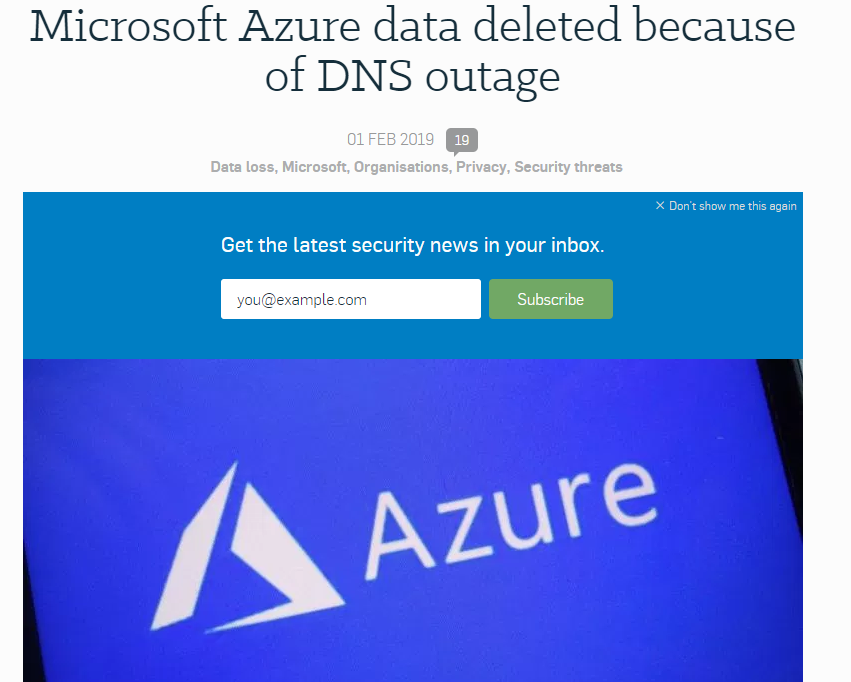 Microsoft Azure data deleted because
of DNS outage
01 FEB 2019 19
Data loss, Microsoft, Organisations, Privacy, Security threats
× Don't show me this again
Get the latest security news in your inbox.
you@example.com Subscribe
Azure